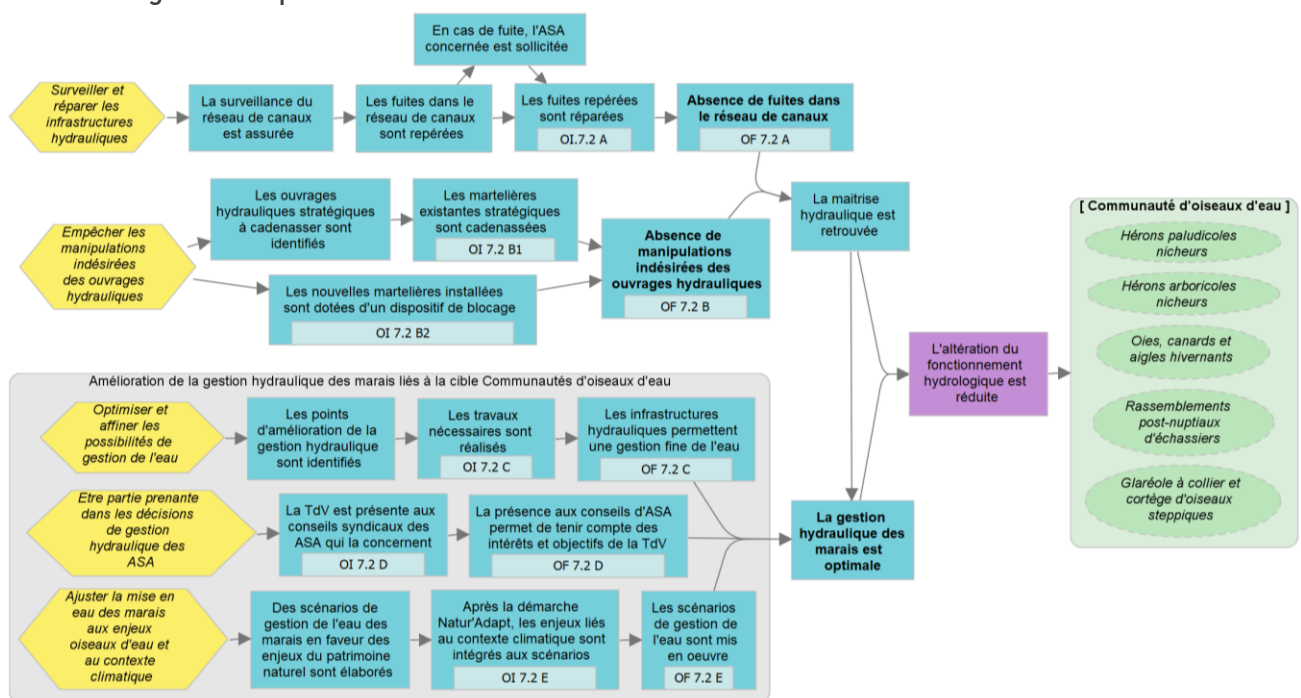 En cas de fuite, l'ASA
concernée est sollicitée
Surveiller et
réparer les
infrastructures
hydrauliques
La surveillance du
réseau de canaux
est assurée
Les fuites dans le
réseau de canaux
sont repérées
Les fuites repérées
sont réparées
OI.7.2 A
Absence de fuites dans
le réseau de canaux
OF 7.2 A
Empêcher les
manipulations
indésirées
des ouvrages
hydrauliques
Les ouvrages
hydrauliques stratégiques
à cadenasser sont
identifiés
Les martelières
existantes stratégiques
sont cadenassées
OI 7.2 B1
Les nouvelles martelières installées
sont dotées d'un dispositif de blocage
OI 7.2 B2
Absence de
manipulations
indésirées des
ouvrages hydrauliques
OF 7.2 B
La maitrise
hydraulique est
retrouvée
Amélioration de la gestion hydraulique des marais liés à la cible Communautés d'oiseaux d'eau
Optimiser et
affiner les
possibilités de
gestion de l'eau
Les points
d'amélioration de la
gestion hydraulique
sont identifiés
Les travaux
nécessaires sont
réalisés
OI 7.2 C
Les infrastructures
hydrauliques permettent
une gestion fine de l'eau
OF 7.2 C
Etre partie prenante
dans les décisions
de gestion
hydraulique des
ASA
La TdV est présente aux
conseils syndicaux des
ASA qui la concernent
OI 7.2 D
La présence aux conseils d'ASA
permet de tenir compte des
intérêts et objectifs de la TdV
OF 7.2 D
Ajuster la mise en
eau des marais
aux enjeux
oiseaux d'eau et
au contexte
climatique
Des scénarios de
gestion de l'eau des
marais en faveur des
enjeux du patrimoine
naturel sont élaborés
Après la démarche
Natur'Adapt, les enjeux liés
au contexte climatique sont
intégrés aux scénarios
OI 7.2 E
Les scénarios
de gestion de
l'eau sont mis
en oeuvre
OF 7.2 E
La gestion
hydraulique des
marais est
optimale
L'altération du
fonctionnement
hydrologique est
réduite
[ Communauté d'oiseaux d'eau ]
Hérons paludicoles
nicheurs
Hérons arboricoles
nicheurs
Oies, canards et
aigles hivernants
Rassemblements
post-nuptiaux
d'échassiers
Glaréole à collier et
cortège d'oiseaux
steppiques